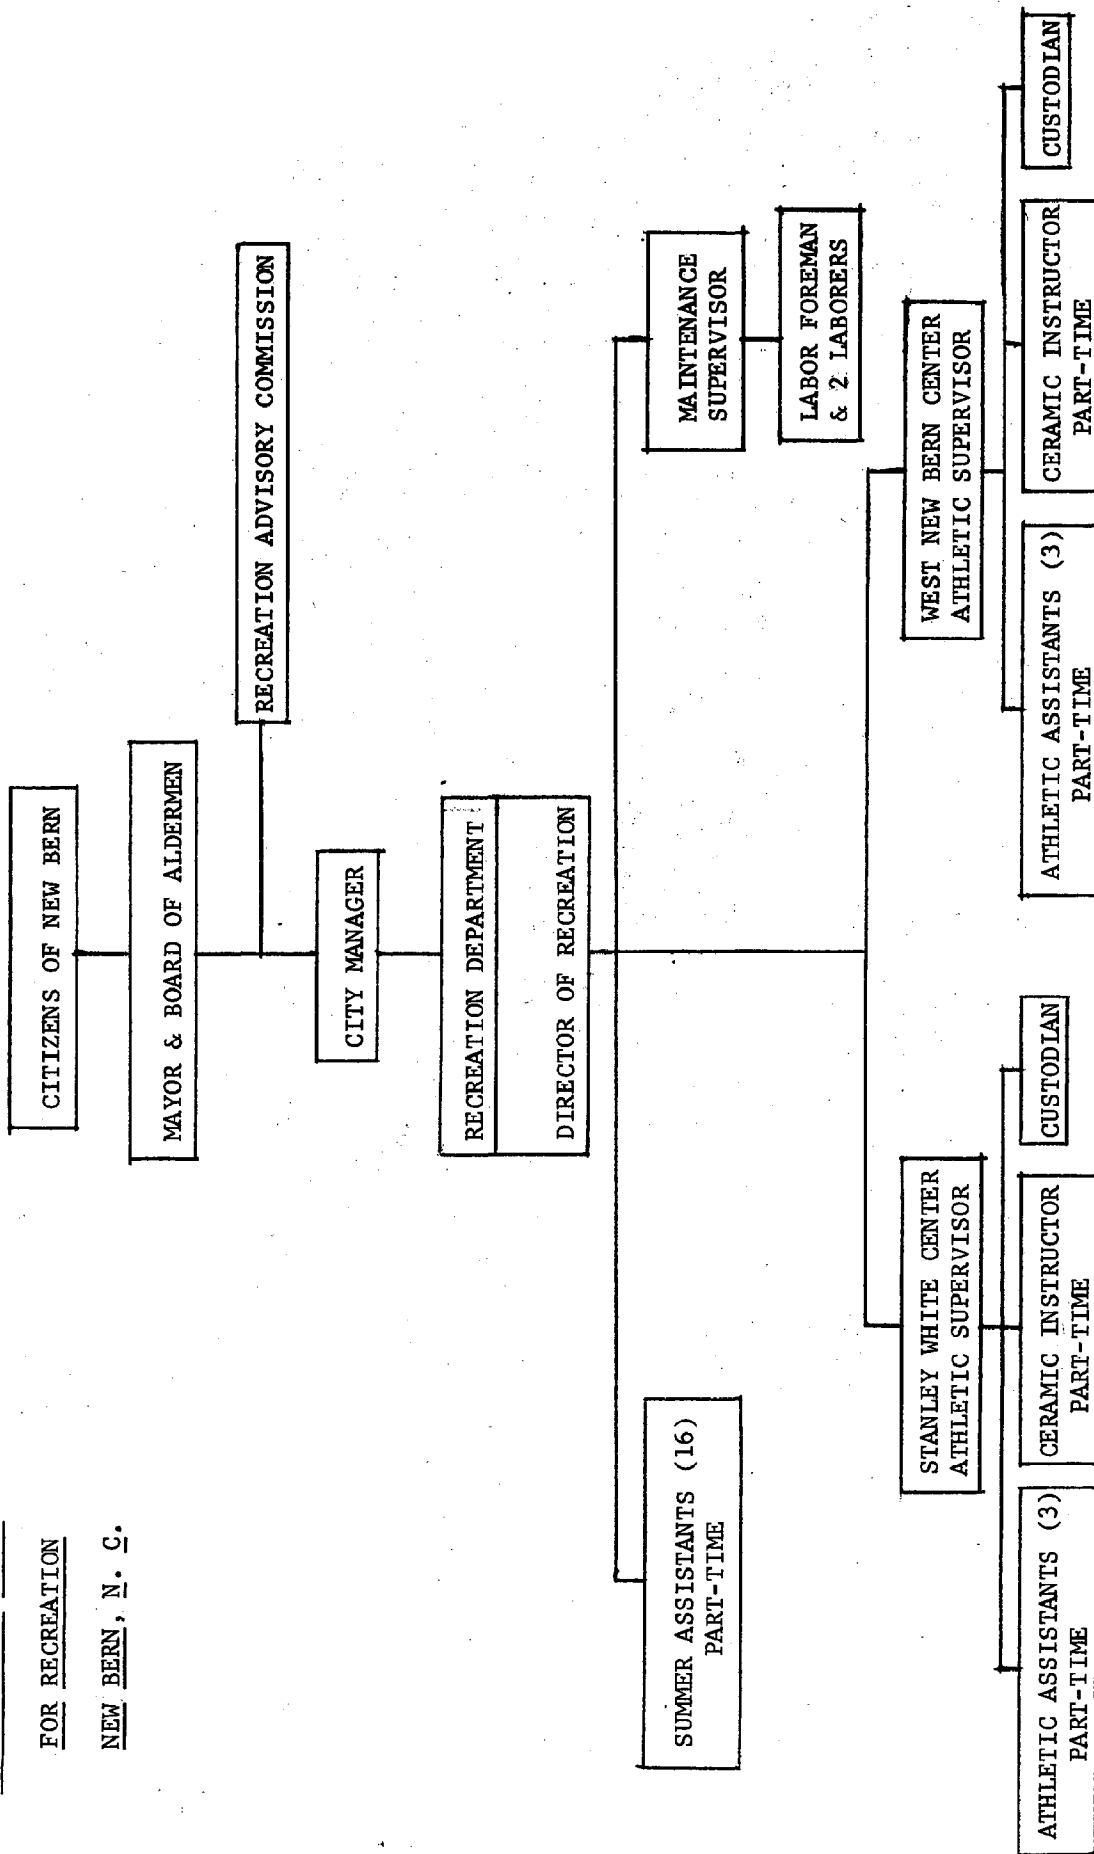 FOR RECREATION
NEW BERN, N. C.
CITIZENS OF NEW BERN
MAYOR & BOARD OF ALDERMEN
RECREATION ADVISORY COMMISSION
CITY MANAGER
RECREATION DEPARTMENT
DIRECTOR OF RECREATION
SUMMER ASSISTANTS (16)
PART-TIME
MAINTENANCE
SUPERVISOR
LABOR FOREMAN
& 2 LABORERS
STANLEY WHITE CENTER
ATHLETIC SUPERVISOR
WEST NEW BERN CENTER
ATHLETIC SUPERVISOR
ATHLETIC ASSISTANTS (3)
PART-TIME
CERAMIC INSTRUCTOR
PART-TIME
CUSTODIAN
ATHLETIC ASSISTANTS (3)
PART-TIME
CERAMIC INSTRUCTOR
PART-TIME
CUSTODIAN